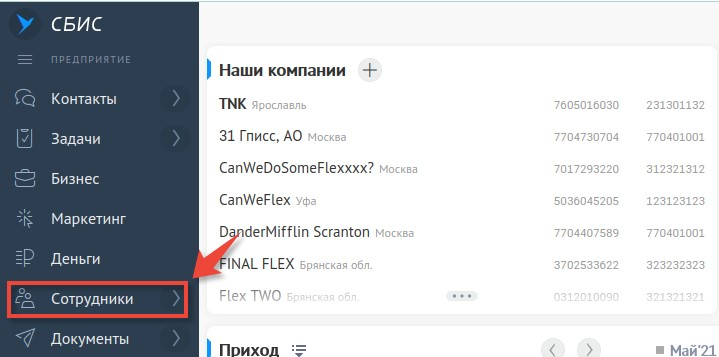 СБИС
ПРЕДПРИЯТИЕ
Контакты
Задачи
Бизнес
Маркетинг
Деньги
Сотрудники
Документы
Наши компании
TNK Ярославль 7605016030 231301132
31 Гписс, АО Москва 7704730704 770401001
CanWeDoSomeFlexxxx? Москва 7017293220 312321312
CanWeFlex Уфа 5036045205 123123123
DanderMifflin Scranton Москва 7704407589 770401001
FINAL FLEX Брянская обл. 3702533622 323232323
Flex TWO Брянская обл. 0312010090 321321321
Приход Май'21